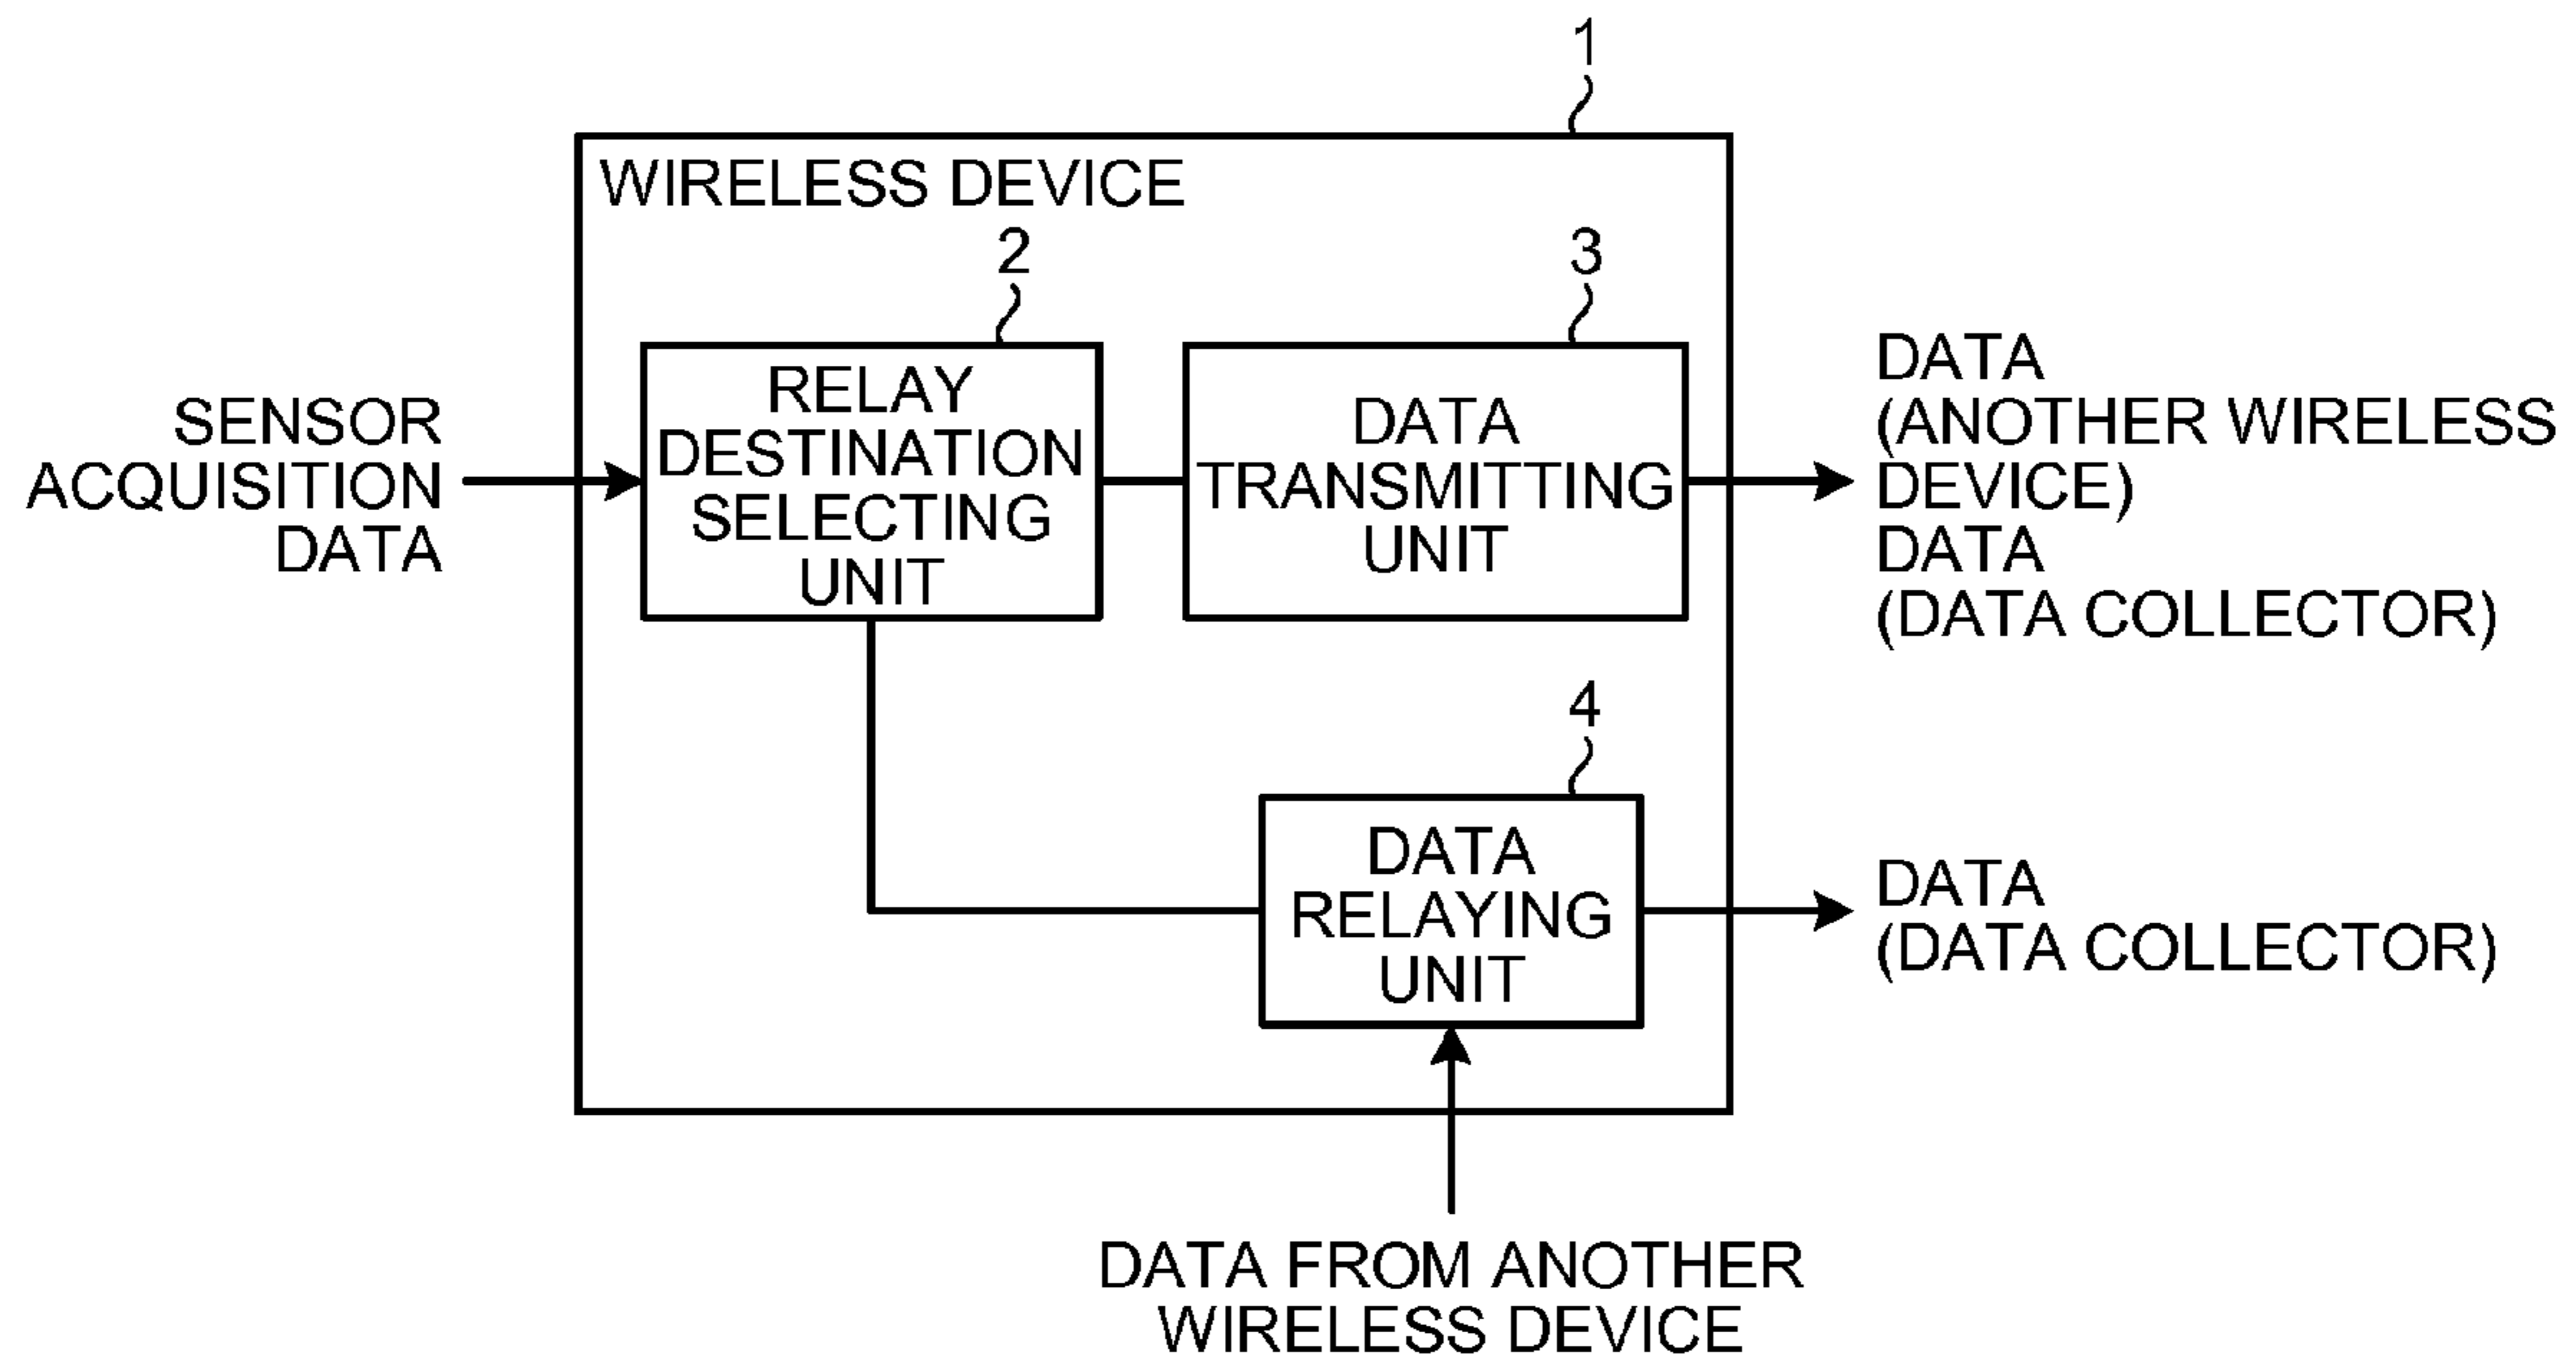 1
WIRELESS DEVICE
2
3
SENSOR
ACQUISITION
DATA
RELAY
DESTINATION
SELECTING
UNIT
DATA
TRANSMITTING
UNIT
DATA
(ANOTHER WIRELESS
DEVICE)
DATA
(DATA COLLECTOR)
4
DATA
RELAYING
UNIT
DATA
(DATA COLLECTOR)
DATA FROM ANOTHER
WIRELESS DEVICE